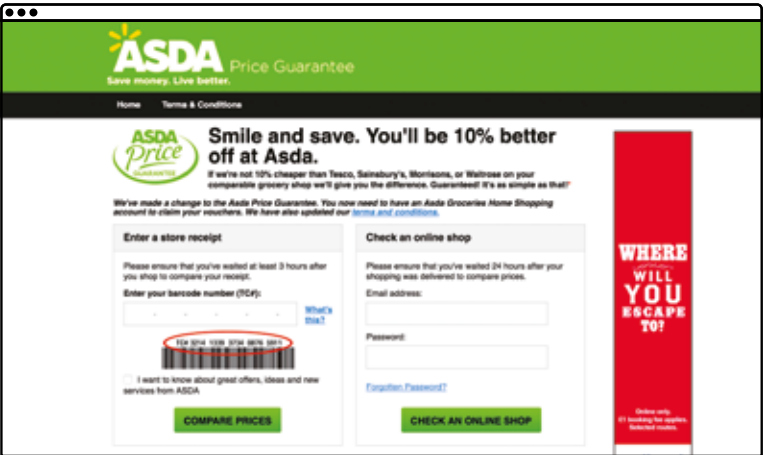 ASDA
Price Guarantee
Save money. Live better.
Home Terms & Conditions
ASDA
Price
GUARANTEE
Smile and save. You'll be 10% better
off at Asda.
If we're not 10% cheaper than Tesco, Sainsbury's, Morrisons, or Waitrose on your
comparable grocery shop we'll give you the difference. Guaranteed! It's as simple as that!*
We've made a change to the Asda Price Guarantee. You now need to have an Asda Groceries Home Shopping
account to claim your vouchers. We have also updated our terms and conditions.
Enter a store receipt
Please ensure that you've waited at least 3 hours after
you shop to compare your receipt.
Enter your barcode number (TC#):
What's
this?
TC# 3214 1339 3734 0876 5911
I want to know about great offers, ideas and new
services from ASDA
COMPARE PRICES
Check an online shop
Please ensure that you've waited 24 hours after your
shopping was delivered to compare prices.
Email address:
Password:
Forgotten Password?
CHECK AN ONLINE SHOP
WHERE
WILL
YOU
ESCAPE
TO?
Online only.
£1 booking fee applies.
Selected routes.